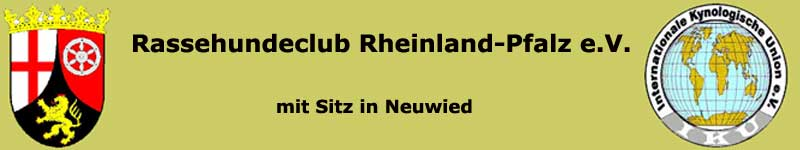 Rassehundeclub Rheinland-Pfalz e.V.
mit Sitz in Neuwied
Internationale Kynologische Union e.V.
IKU